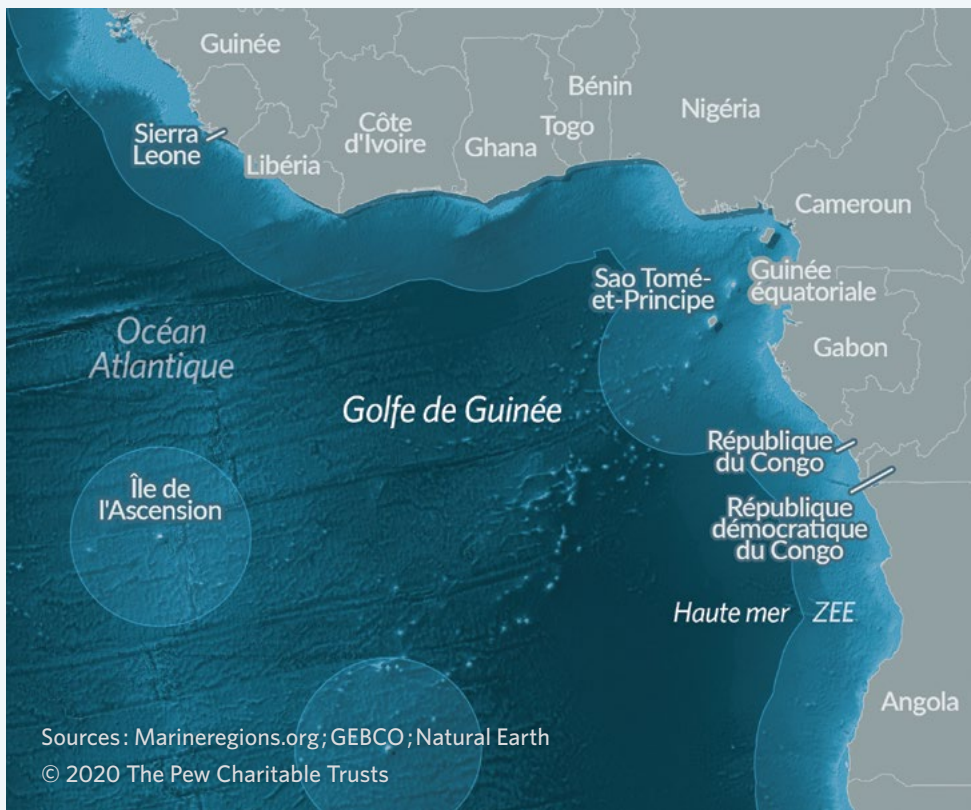 Guinée
Bénin
Nigéria
Côte
d'Ivoire
Togo
Ghana
Sierra
Leone
Libéria
Cameroun
Sao Tomé-
et-Principe
Guinée
équatoriale
Océan
Atlantique
Gabon
Golfe de Guinée
République
du Congo
Île de
l'Ascension
République
démocratique
du Congo
Haute mer ZEE
Angola
Sources : Marineregions.org ; GEBCO ; Natural Earth
© 2020 The Pew Charitable Trusts